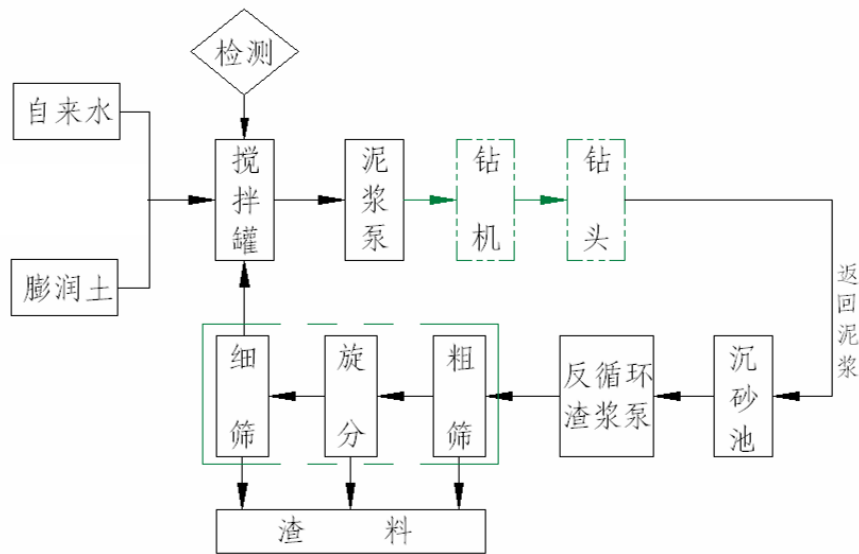 检测
自来水
膨润土
搅拌罐
泥浆泵
钻机
钻头
返回泥浆
沉砂池
反循环
渣浆泵
粗筛
旋分
细筛
渣料